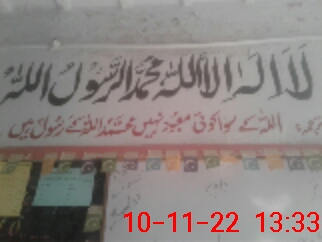 لا اله الا الله محمد الرسول الله
ترجمہ: اللہ کے سوا کوئی معبود نہیں محمد اللہ کے رسول ہیں
10-11-22 13:33